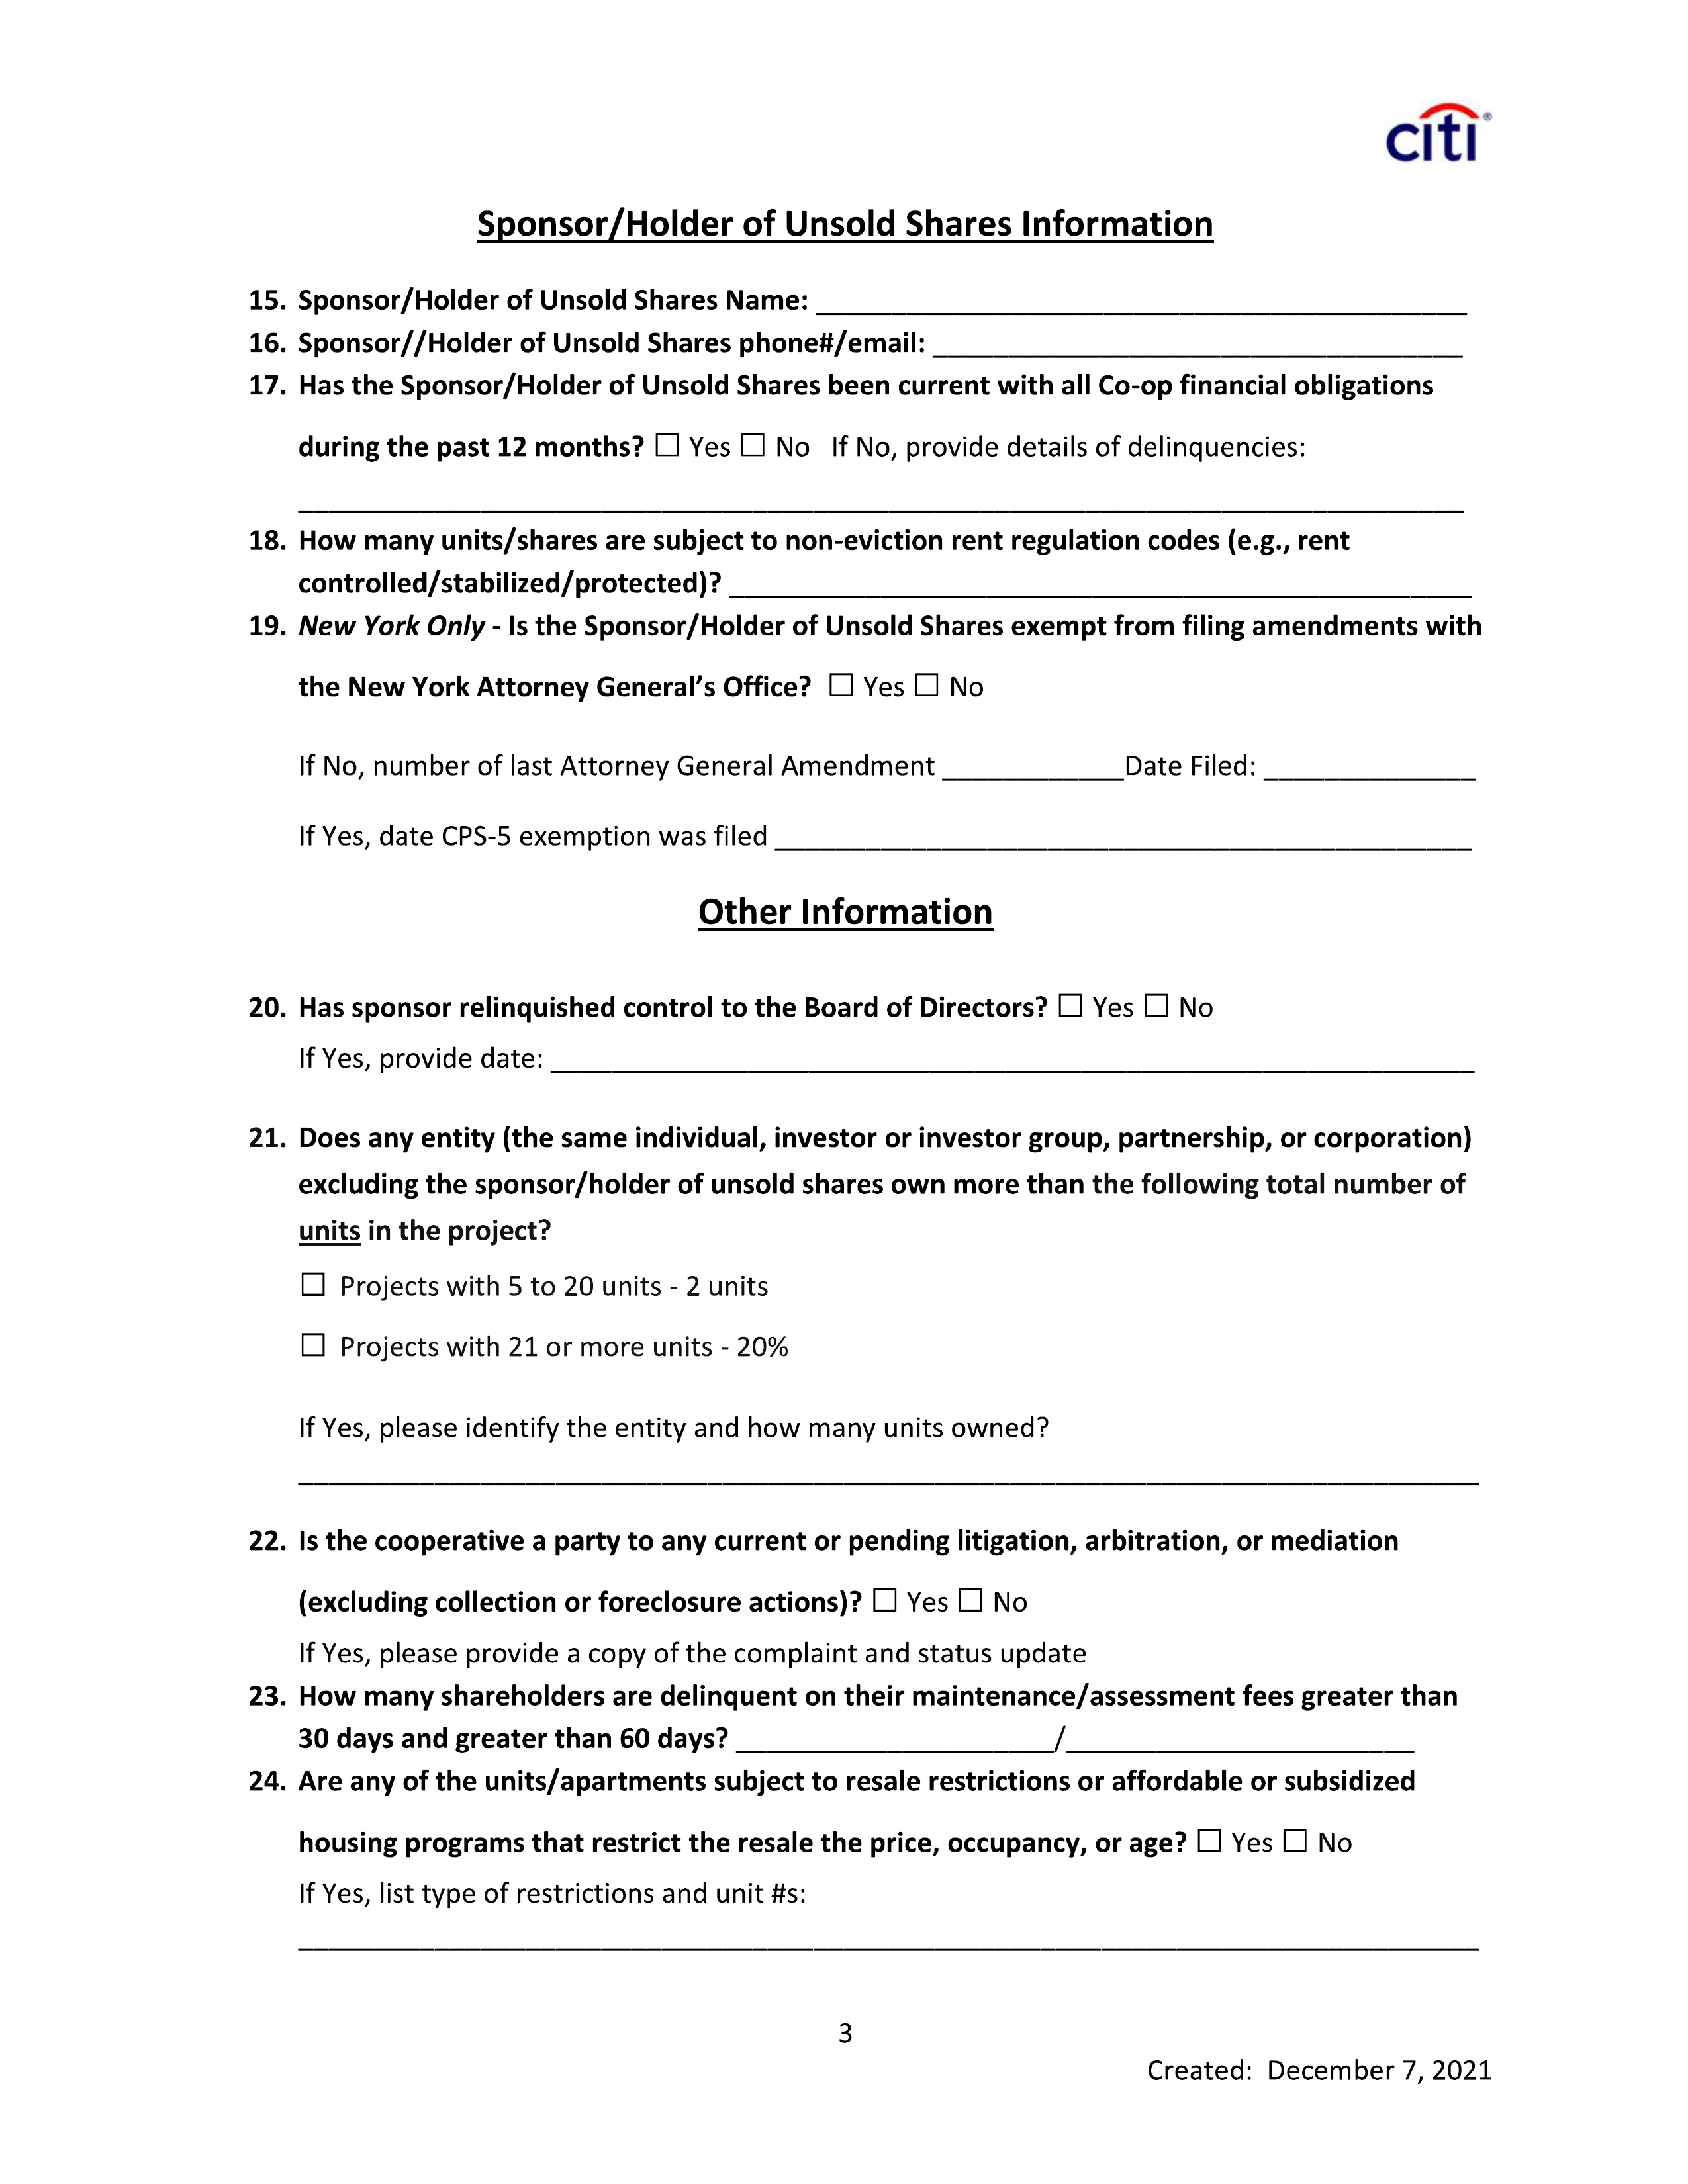 citi®
Sponsor/Holder of Unsold Shares Information
15. Sponsor/Holder of Unsold Shares Name: ___________________________________________
16. Sponsor//Holder of Unsold Shares phone#/email: ___________________________________
17. Has the Sponsor/Holder of Unsold Shares been current with all Co-op financial obligations
during the past 12 months? ☐ Yes ☐ No If No, provide details of delinquencies:
_____________________________________________________________________________
18. How many units/shares are subject to non-eviction rent regulation codes (e.g., rent
controlled/stabilized/protected)? _________________________________________________
19. New York Only - Is the Sponsor/Holder of Unsold Shares exempt from filing amendments with
the New York Attorney General’s Office? ☐ Yes ☐ No
If No, number of last Attorney General Amendment ____________Date Filed: ______________
If Yes, date CPS-5 exemption was filed ______________________________________________
Other Information
20. Has sponsor relinquished control to the Board of Directors? ☐ Yes ☐ No
If Yes, provide date: _____________________________________________________________
21. Does any entity (the same individual, investor or investor group, partnership, or corporation)
excluding the sponsor/holder of unsold shares own more than the following total number of
units in the project?
☐ Projects with 5 to 20 units - 2 units
☐ Projects with 21 or more units - 20%
If Yes, please identify the entity and how many units owned?
______________________________________________________________________________
22. Is the cooperative a party to any current or pending litigation, arbitration, or mediation
(excluding collection or foreclosure actions)? ☐ Yes ☐ No
If Yes, please provide a copy of the complaint and status update
23. How many shareholders are delinquent on their maintenance/assessment fees greater than
30 days and greater than 60 days? _____________________/_______________________
24. Are any of the units/apartments subject to resale restrictions or affordable or subsidized
housing programs that restrict the resale the price, occupancy, or age? ☐ Yes ☐ No
If Yes, list type of restrictions and unit #s:
______________________________________________________________________________
3
Created: December 7, 2021